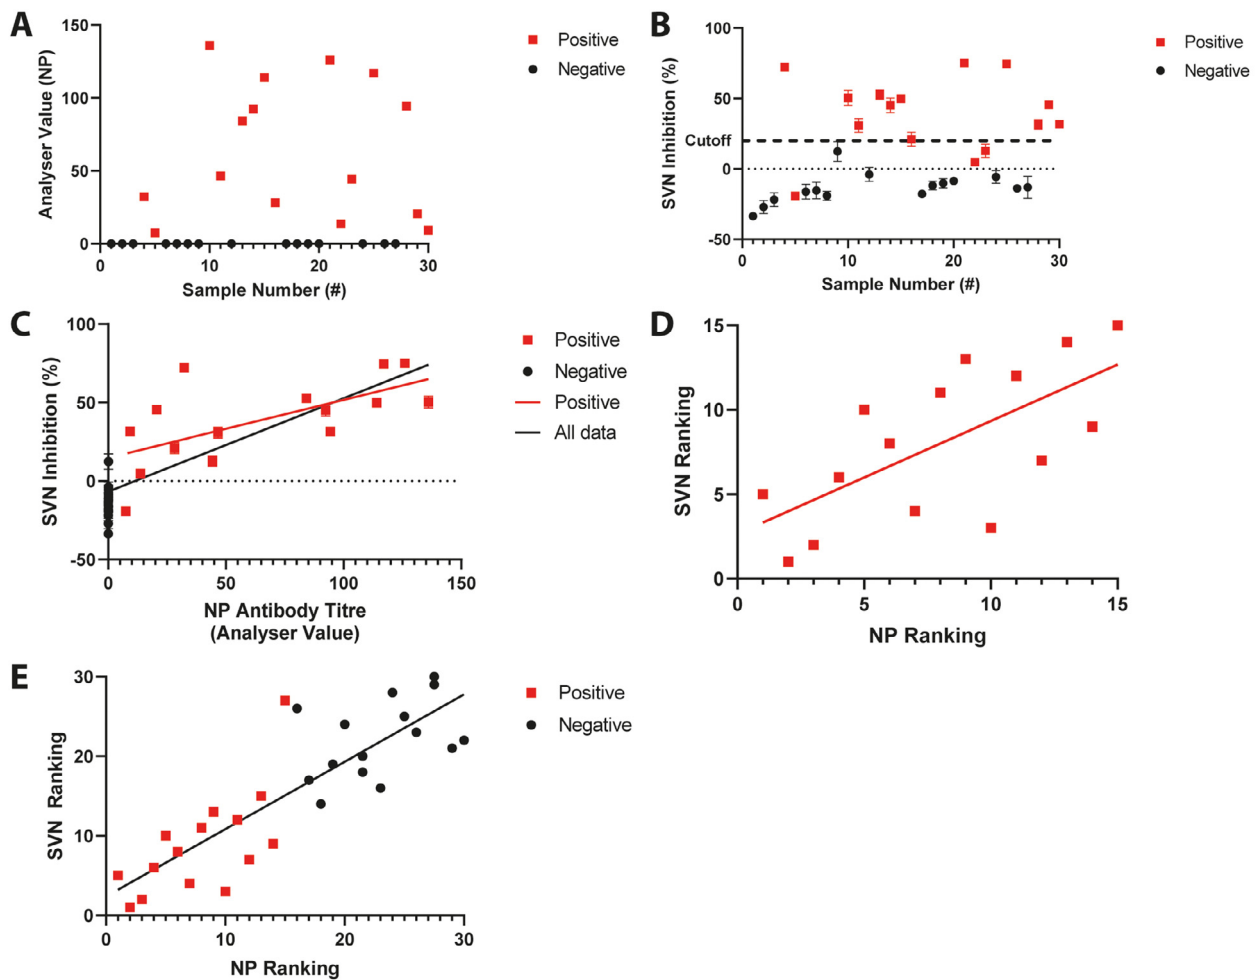 A
Analyser Value (NP)
150
100
50
0
0 10 20 30
Sample Number (#)
Positive
Negative
B
SVN Inhibition (%)
100
50
Cutoff
0
-50
0 10 20 30
Sample Number (#)
Positive
Negative
C
SVN Inhibition (%)
100
50
0
-50
0 50 100 150
NP Antibody Titre
(Analyser Value)
Positive
Negative
Positive
All data
D
SVN Ranking
15
10
5
0
0 5 10 15
NP Ranking
E
SVN Ranking
30
20
10
0
0 10 20 30
NP Ranking
Positive
Negative